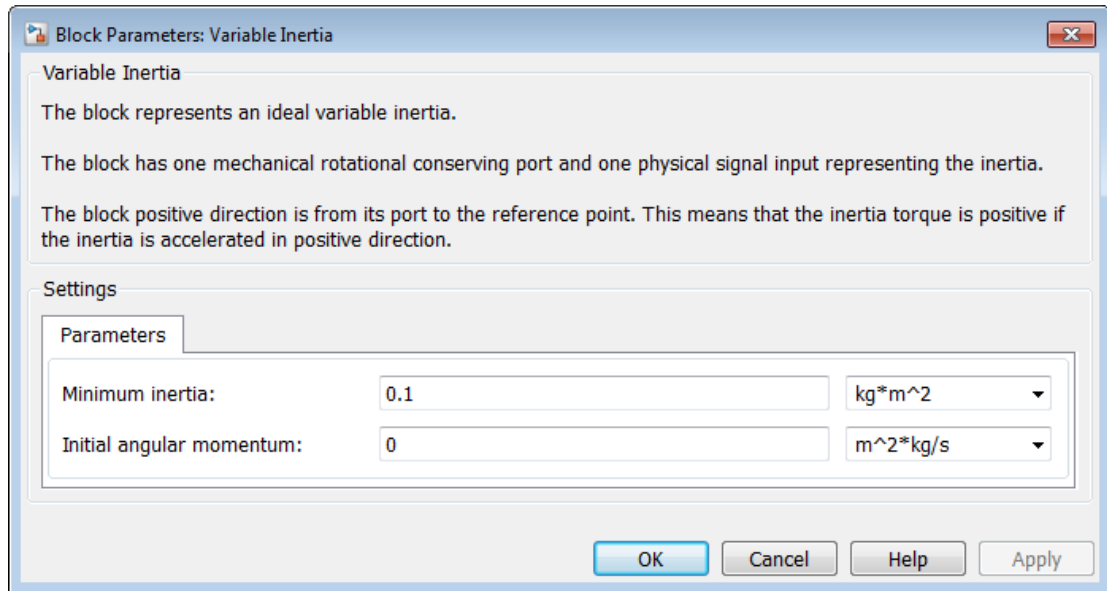 Block Parameters: Variable Inertia
Variable Inertia
The block represents an ideal variable inertia.
The block has one mechanical rotational conserving port and one physical signal input representing the inertia.
The block positive direction is from its port to the reference point. This means that the inertia torque is positive if
the inertia is accelerated in positive direction.
Settings
Parameters
Minimum inertia: 0.1 kg*m^2
Initial angular momentum: 0 m^2*kg/s
OK Cancel Help Apply